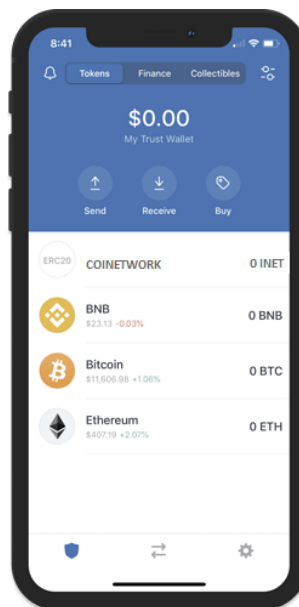 8:41
Tokens Finance Collectibles
$0.00
My Trust Wallet
Send Receive Buy
ERC20 COINETWORK 0 INET
BNB
$23.13 -0.03%
0 BNB
Bitcoin
$11,606.98 +1.06%
0 BTC
Ethereum
$407.19 +2.07%
0 ETH